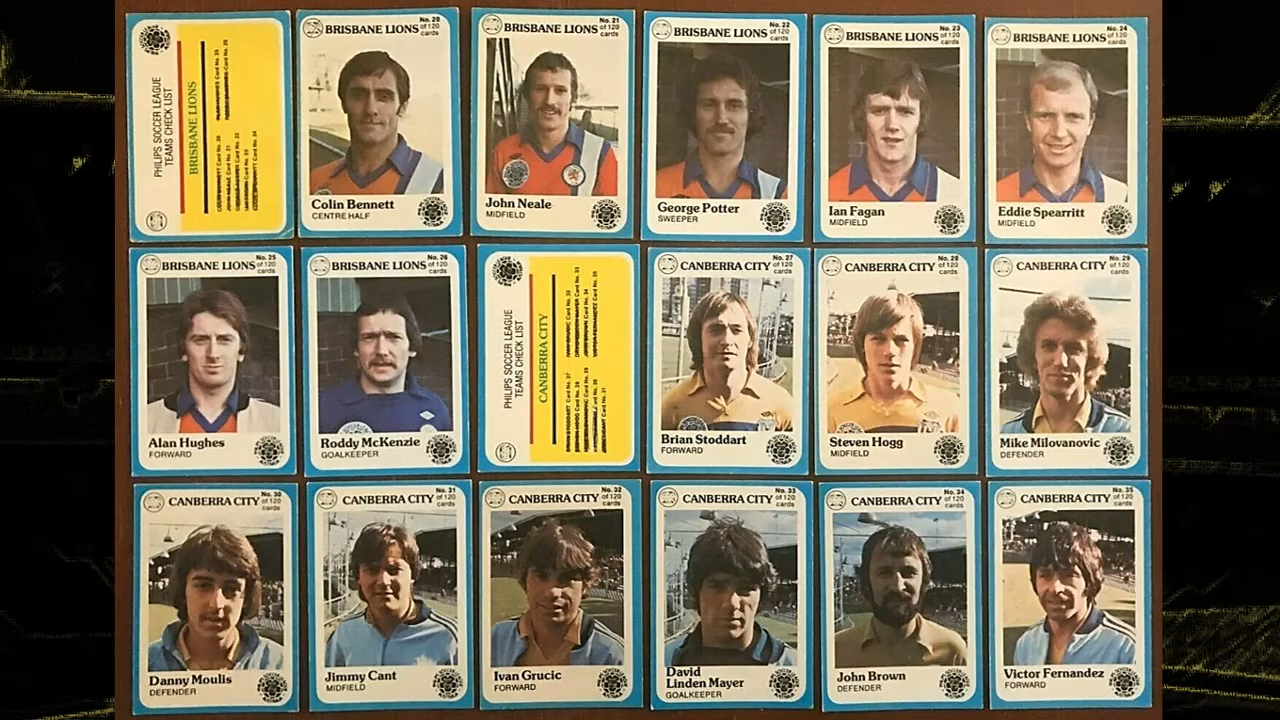 PHILIPS SOCCER LEAGUE
TEAMS CHECK LIST
BRISBANE LIONS
No. 20
BRISBANE LIONS of 120
cards
Colin Bennett
CENTRE HALF
No. 21
BRISBANE LIONS of 120
cards
John Neale
MIDFIELD
No. 22
BRISBANE LIONS of 120
cards
George Potter
SWEEPER
No. 23
BRISBANE LIONS of 120
cards
Ian Fagan
MIDFIELD
No. 24
BRISBANE LIONS of 120
cards
Eddie Spearritt
MIDFIELD
No. 25
BRISBANE LIONS of 120
cards
Alan Hughes
FORWARD
No. 26
BRISBANE LIONS of 120
cards
Roddy McKenzie
GOALKEEPER
PHILIPS SOCCER LEAGUE
TEAMS CHECK LIST
CANBERRA CITY
No. 27
CANBERRA CITY of 120
cards
Brian Stoddart
FORWARD
No. 28
CANBERRA CITY of 120
cards
Steven Hogg
MIDFIELD
No. 29
CANBERRA CITY of 120
cards
Mike Milovanovic
DEFENDER
No. 30
CANBERRA CITY of 120
cards
Danny Moulis
DEFENDER
No. 31
CANBERRA CITY of 120
cards
Jimmy Cant
MIDFIELD
No. 32
CANBERRA CITY of 120
cards
Ivan Grucic
FORWARD
No. 33
CANBERRA CITY of 120
cards
David
Linden Mayer
GOALKEEPER
No. 34
CANBERRA CITY of 120
cards
John Brown
DEFENDER
No. 35
CANBERRA CITY of 120
cards
Victor Fernandez
FORWARD